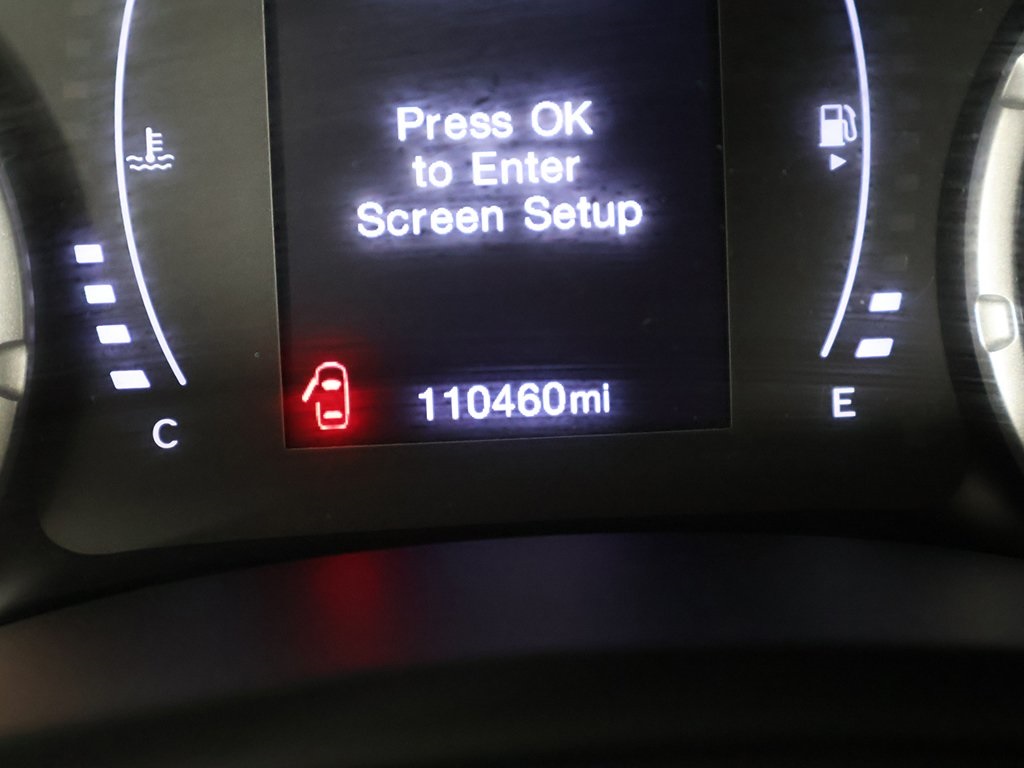 Press OK
to Enter
Screen Setup
110460mi
C
E